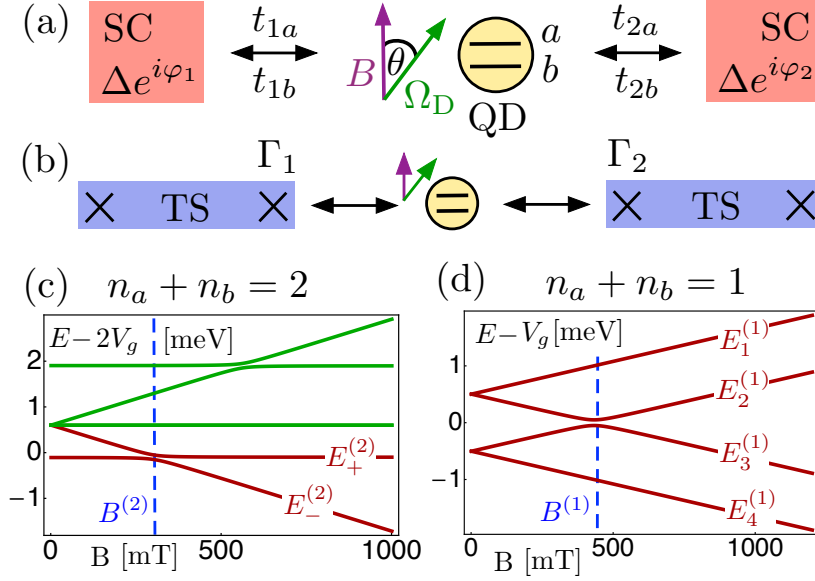 (a)
SC
Δe^{iφ_1}
t_{1a}
t_{1b}
B
θ
Ω_D
a
b
QD
t_{2a}
t_{2b}
SC
Δe^{iφ_2}
(b)
Γ_1
Γ_2
TS
TS
(c) n_a + n_b = 2
E − 2V_g [meV]
2
1
0
−1
E_+^{(2)}
E_−^{(2)}
B^{(2)}
0 500 1000
B [mT]
(d) n_a + n_b = 1
E − V_g [meV]
1
0
−1
E_1^{(1)}
E_2^{(1)}
E_3^{(1)}
E_4^{(1)}
B^{(1)}
0 500 1000
B [mT]